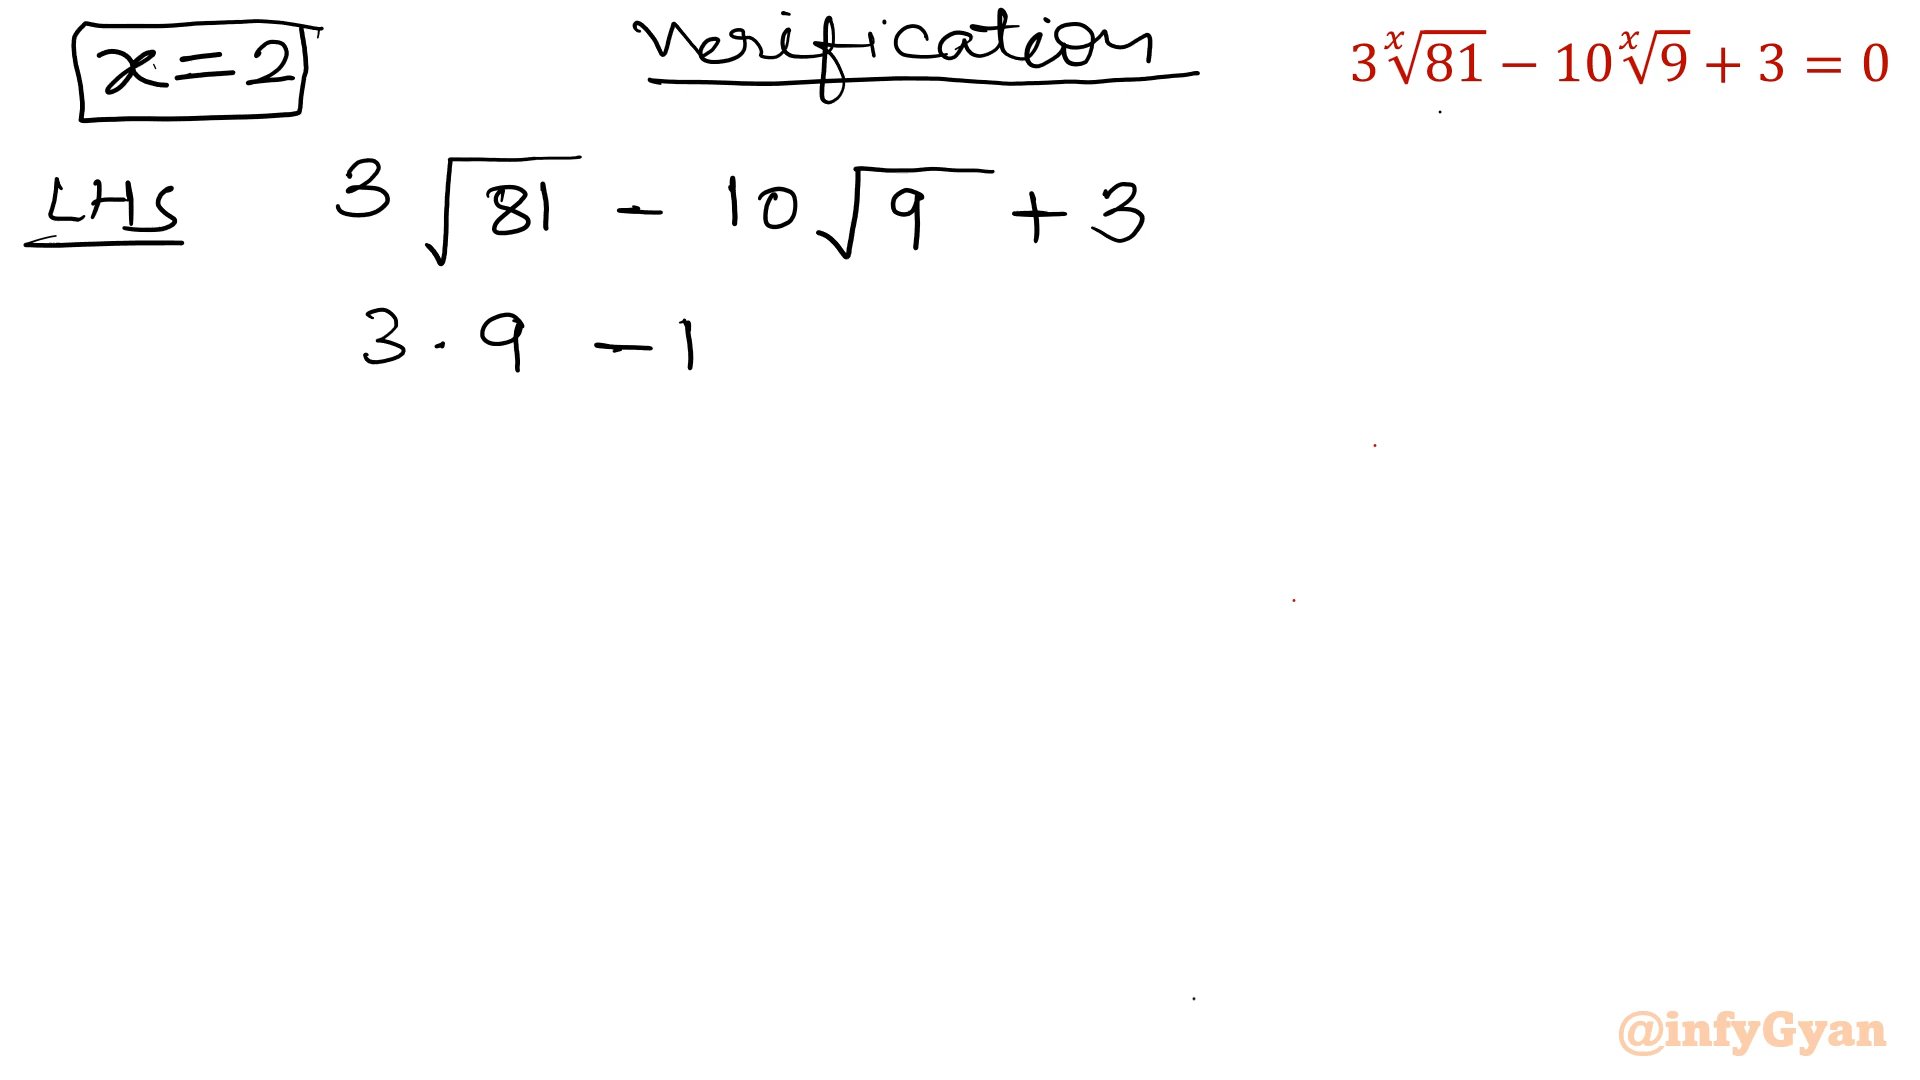 x = 2
verification
3 ˣ√81 − 10 ˣ√9 + 3 = 0
LHS 3 √81 − 10 √9 + 3
3 · 9 − 1
@infyGyan